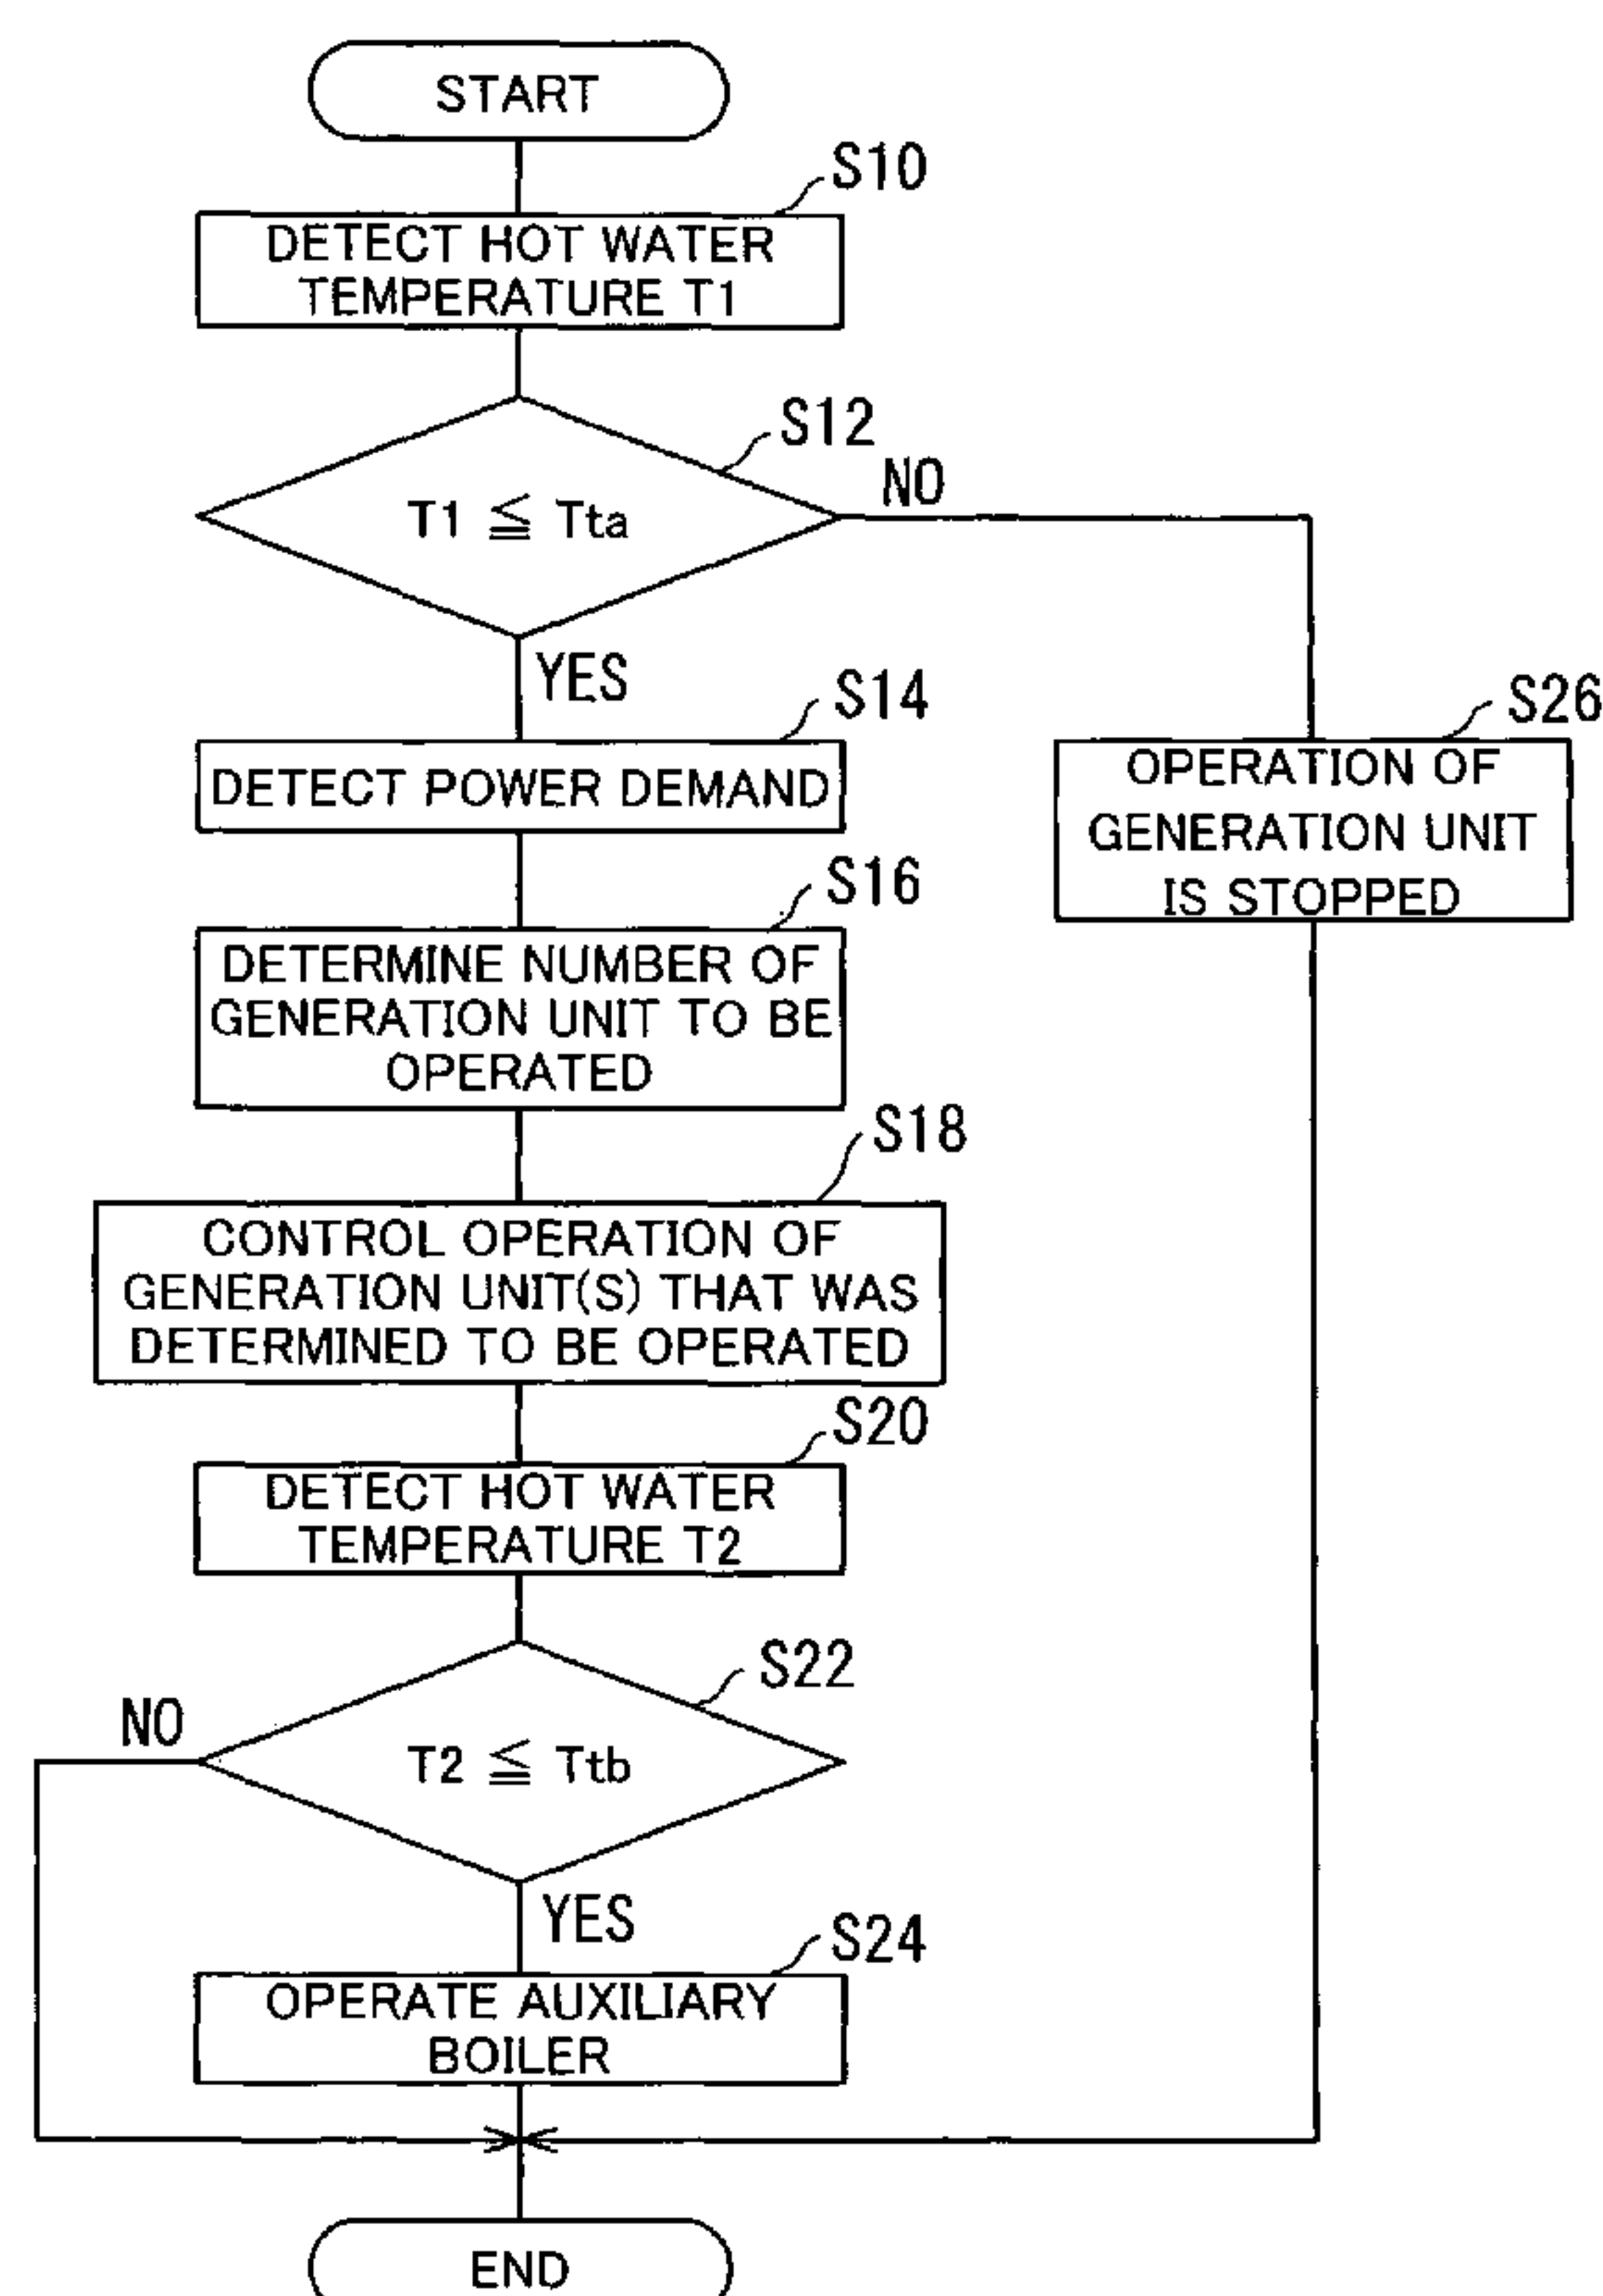 START
S10
DETECT HOT WATER
TEMPERATURE T1
S12
T1 ≦ Tta
NO
YES
S14
DETECT POWER DEMAND
S26
OPERATION OF
GENERATION UNIT
IS STOPPED
S16
DETERMINE NUMBER OF
GENERATION UNIT TO BE
OPERATED
S18
CONTROL OPERATION OF
GENERATION UNIT(S) THAT WAS
DETERMINED TO BE OPERATED
S20
DETECT HOT WATER
TEMPERATURE T2
S22
NO
T2 ≦ Ttb
YES
S24
OPERATE AUXILIARY
BOILER
END